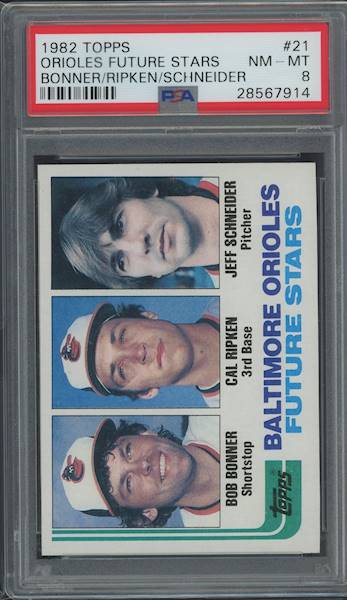 1982 TOPPS #21
ORIOLES FUTURE STARS NM - MT
BONNER/RIPKEN/SCHNEIDER 8
PSA 28567914
BOB BONNER
Shortstop
CAL RIPKEN
3rd Base
JEFF SCHNEIDER
Pitcher
BALTIMORE ORIOLES
FUTURE STARS
TOPPS®